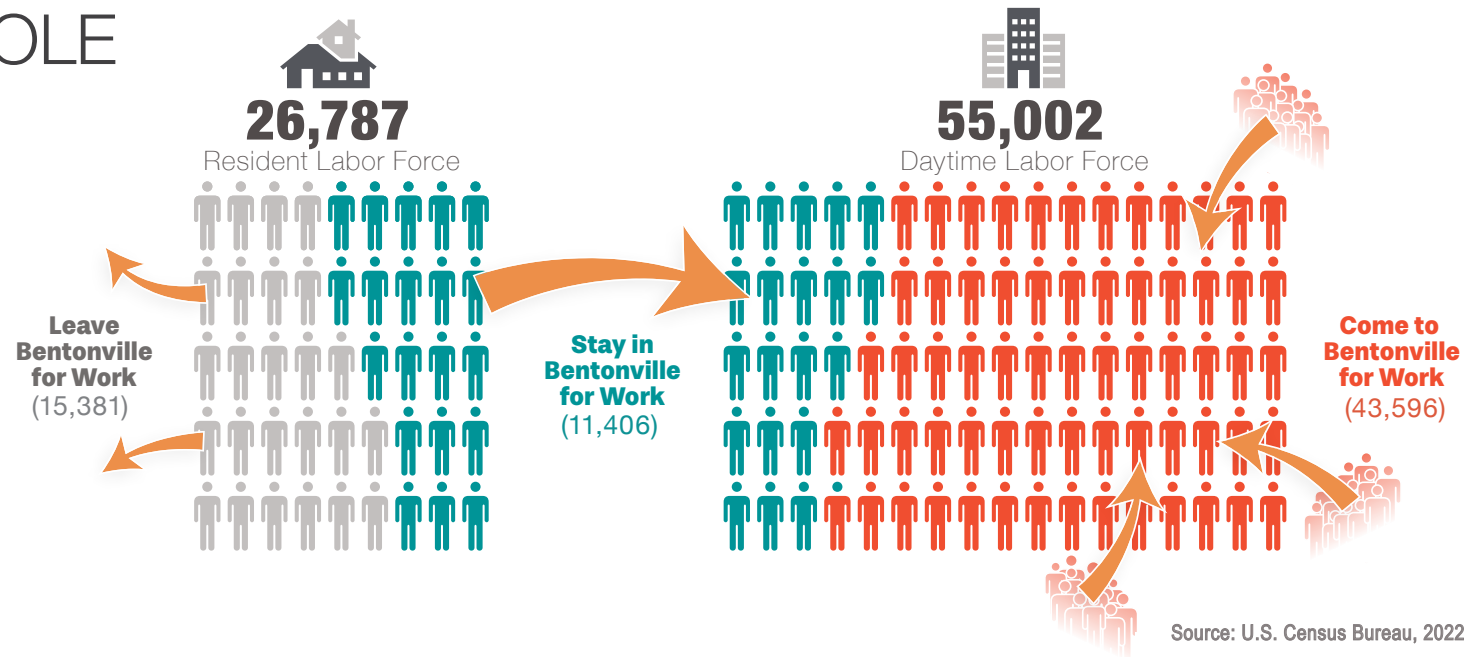 OLE
26,787
Resident Labor Force
55,002
Daytime Labor Force
Leave
Bentonville
for Work
(15,381)
Stay in
Bentonville
for Work
(11,406)
Come to
Bentonville
for Work
(43,596)
Source: U.S. Census Bureau, 2022